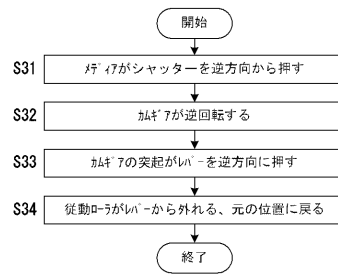 開始
S31 メディアがシャッターを逆方向から押す
S32 カムギアが逆回転する
S33 カムギアの突起がレバーを逆方向に押す
S34 従動ローラがレバーから外れる、元の位置に戻る
終了